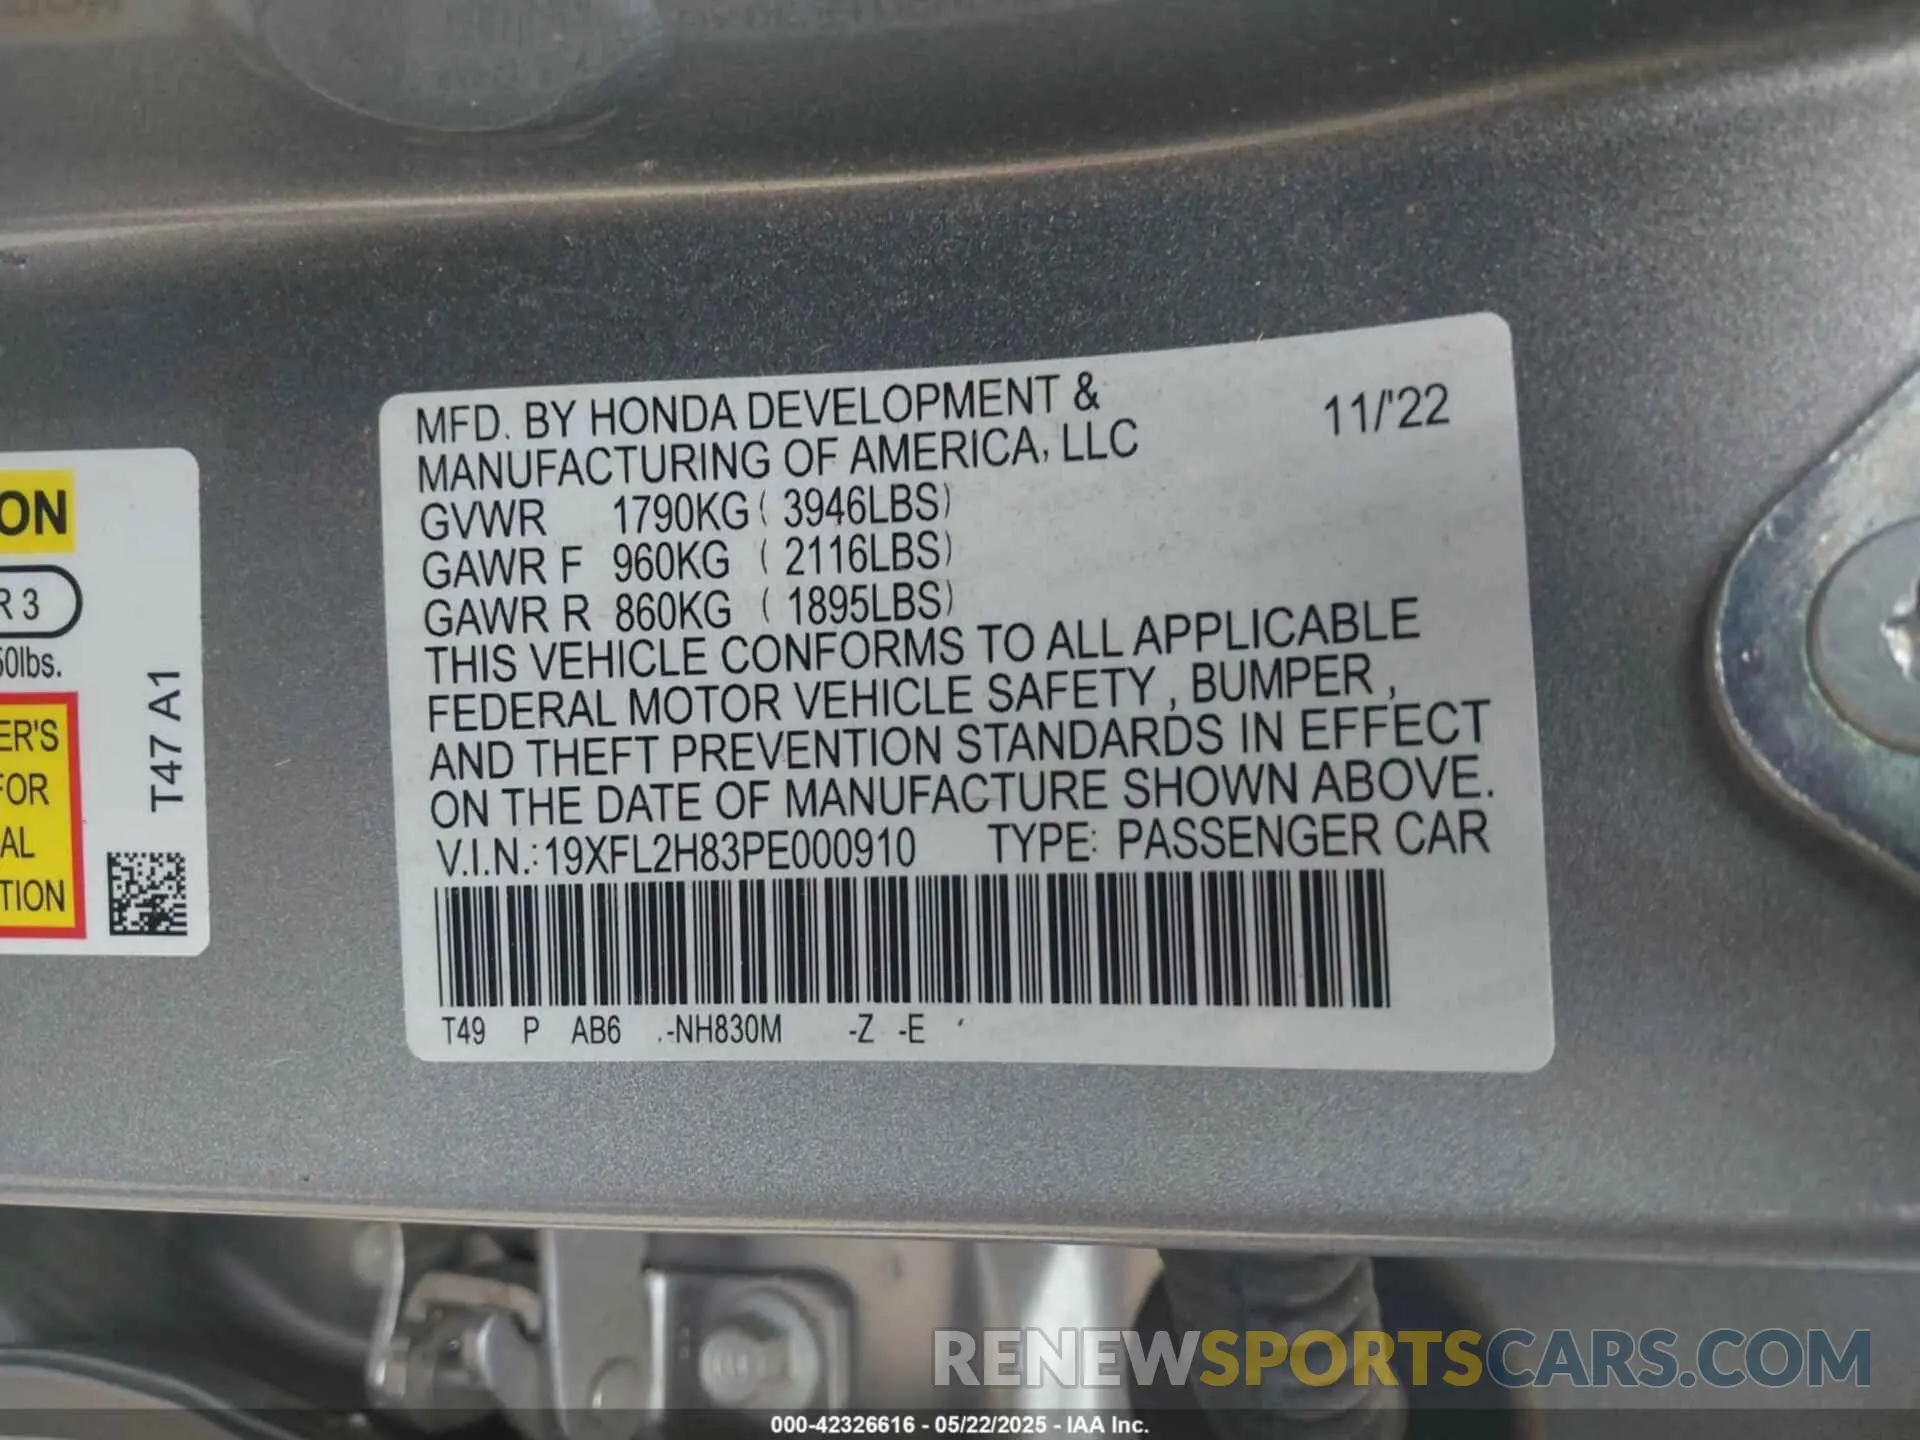 MFD. BY HONDA DEVELOPMENT &
MANUFACTURING OF AMERICA, LLC
11/'22
GVWR 1790KG ( 3946LBS)
GAWR F 960KG ( 2116LBS)
GAWR R 860KG ( 1895LBS)
THIS VEHICLE CONFORMS TO ALL APPLICABLE
FEDERAL MOTOR VEHICLE SAFETY , BUMPER ,
AND THEFT PREVENTION STANDARDS IN EFFECT
ON THE DATE OF MANUFACTURE SHOWN ABOVE.
V.I.N.: 19XFL2H83PE000910 TYPE: PASSENGER CAR
T49 P AB6 .-NH830M -Z -E
ON
R 3
50lbs.
ER'S
FOR
AL
TION
T47 A1
RENEWSPORTSCARS.COM
000-42326616 - 05/22/2025 - IAA Inc.